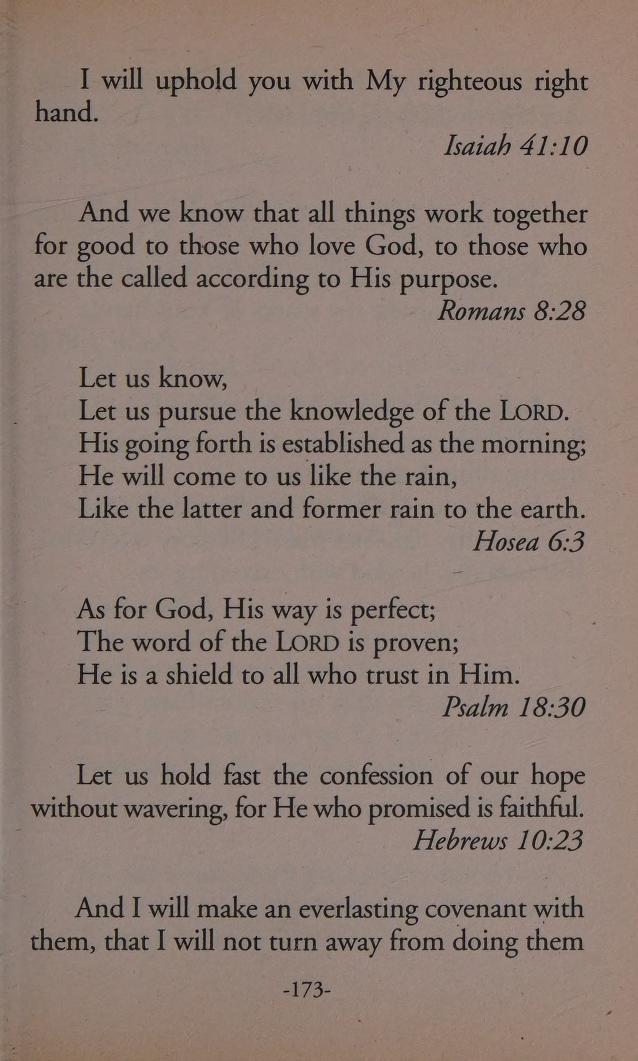 I will uphold you with My righteous right
hand.
Isaiah 41:10
And we know that all things work together
for good to those who love God, to those who
are the called according to His purpose.
Romans 8:28
Let us know,
Let us pursue the knowledge of the LORD.
His going forth is established as the morning;
He will come to us like the rain,
Like the latter and former rain to the earth.
Hosea 6:3
As for God, His way is perfect;
The word of the LORD is proven;
He is a shield to all who trust in Him.
Psalm 18:30
Let us hold fast the confession of our hope
without wavering, for He who promised is faithful.
Hebrews 10:23
And I will make an everlasting covenant with
them, that I will not turn away from doing them
-173-